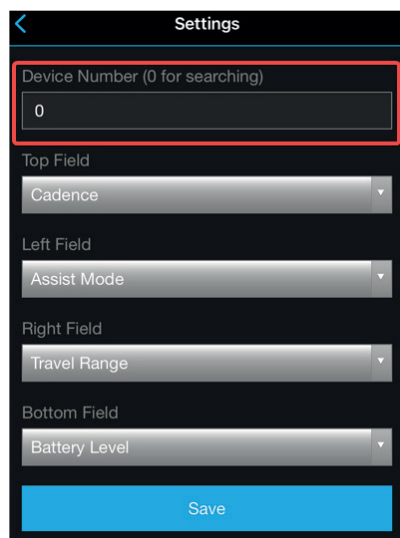 Settings
Device Number (0 for searching)
0
Top Field
Cadence
Left Field
Assist Mode
Right Field
Travel Range
Bottom Field
Battery Level
Save